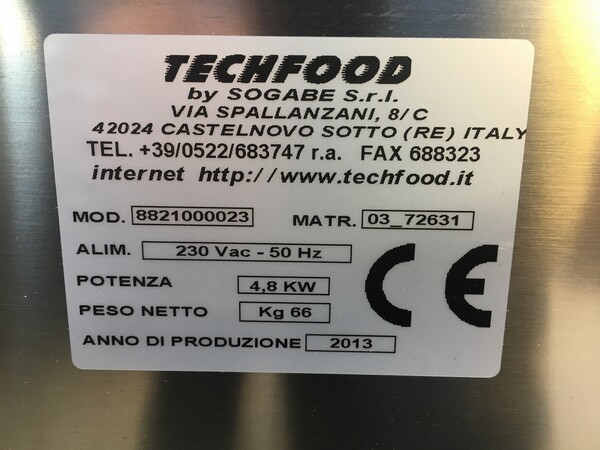 TECHFOOD
by SOGABE S.r.l.
VIA SPALLANZANI, 8/C
42024 CASTELNOVO SOTTO (RE) ITALY
TEL. +39/0522/683747 r.a. FAX 688323
internet http://www.techfood.it
MOD. 8821000023 MATR. 03_72631
ALIM. 230 Vac - 50 Hz
POTENZA 4,8 KW
PESO NETTO Kg 66
ANNO DI PRODUZIONE 2013
CE